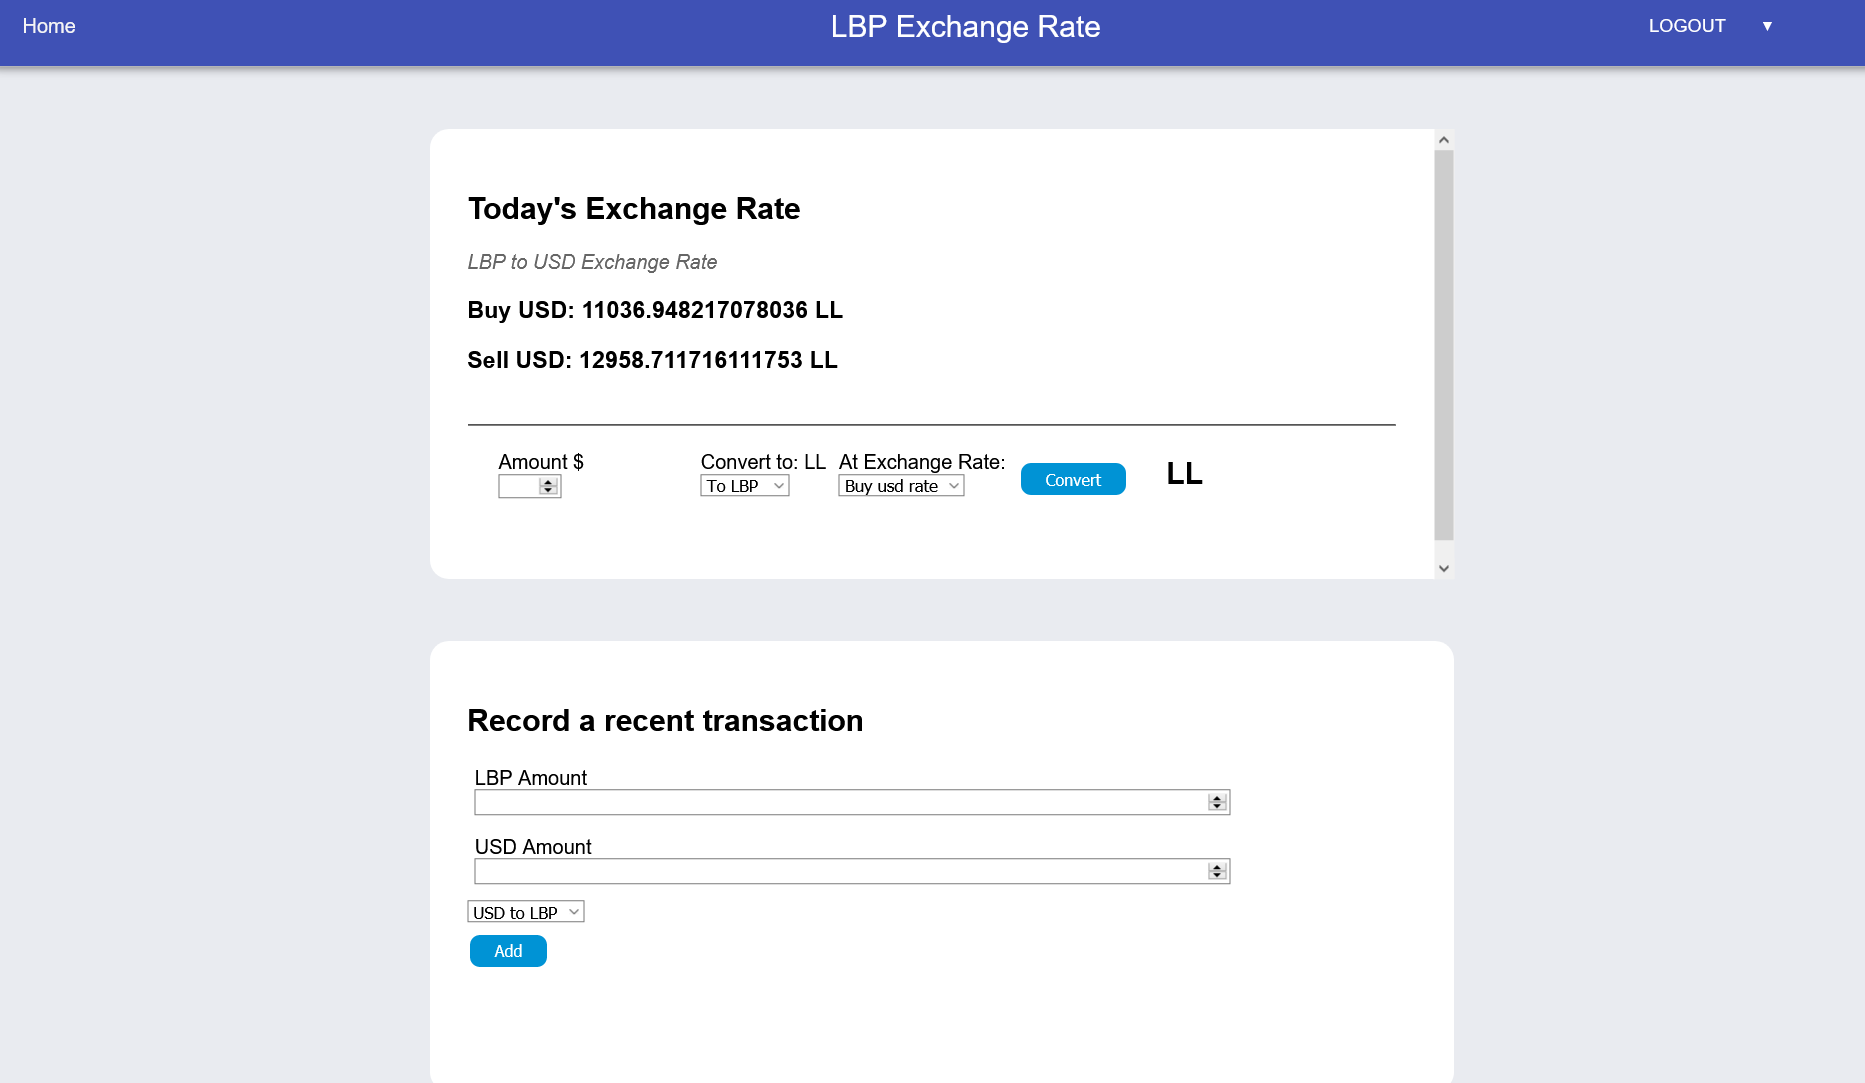 Home
LBP Exchange Rate
LOGOUT ▼
Today's Exchange Rate
LBP to USD Exchange Rate
Buy USD: 11036.948217078036 LL
Sell USD: 12958.711716111753 LL
Amount $
Convert to: LL
At Exchange Rate:
To LBP
Buy usd rate
Convert
LL
Record a recent transaction
LBP Amount
USD Amount
USD to LBP
Add